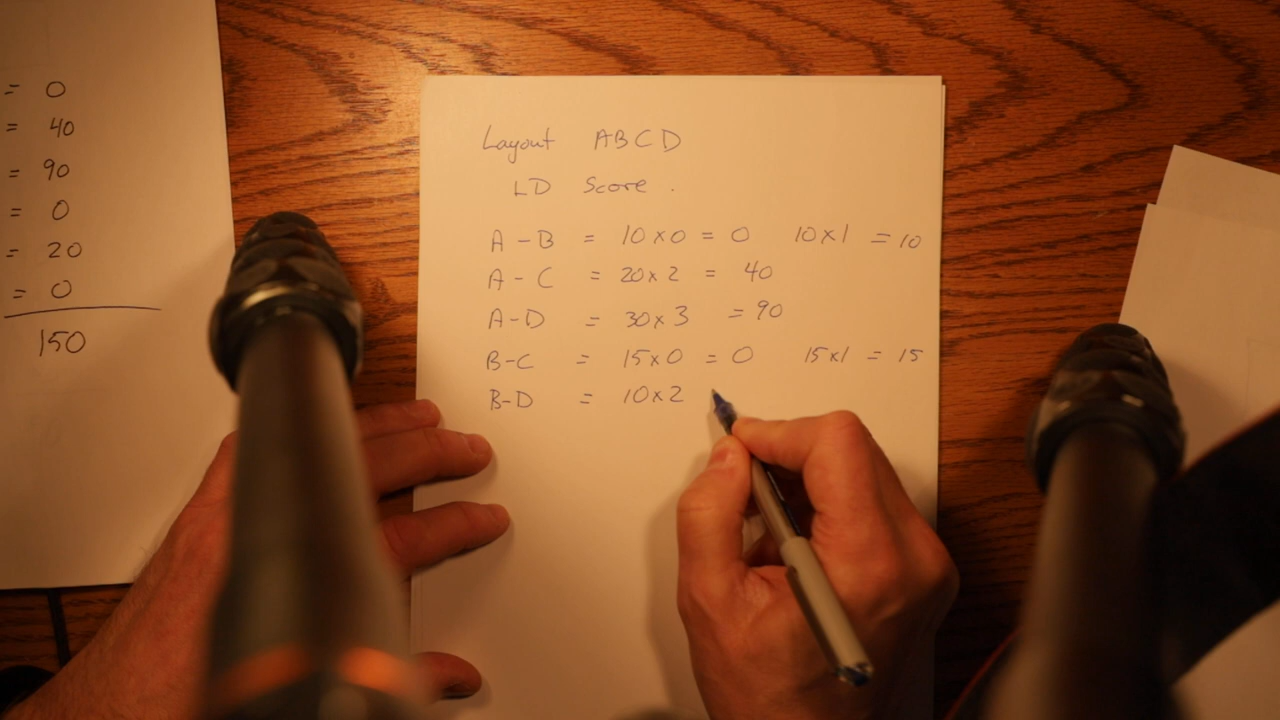 = 0
= 40
= 90
= 0
= 20
= 0
150
Layout ABCD
LD Score .
A - B = 10 x 0 = 0 10 x 1 = 10
A - C = 20 x 2 = 40
A - D = 30 x 3 = 90
B - C = 15 x 0 = 0 15 x 1 = 15
B - D = 10 x 2